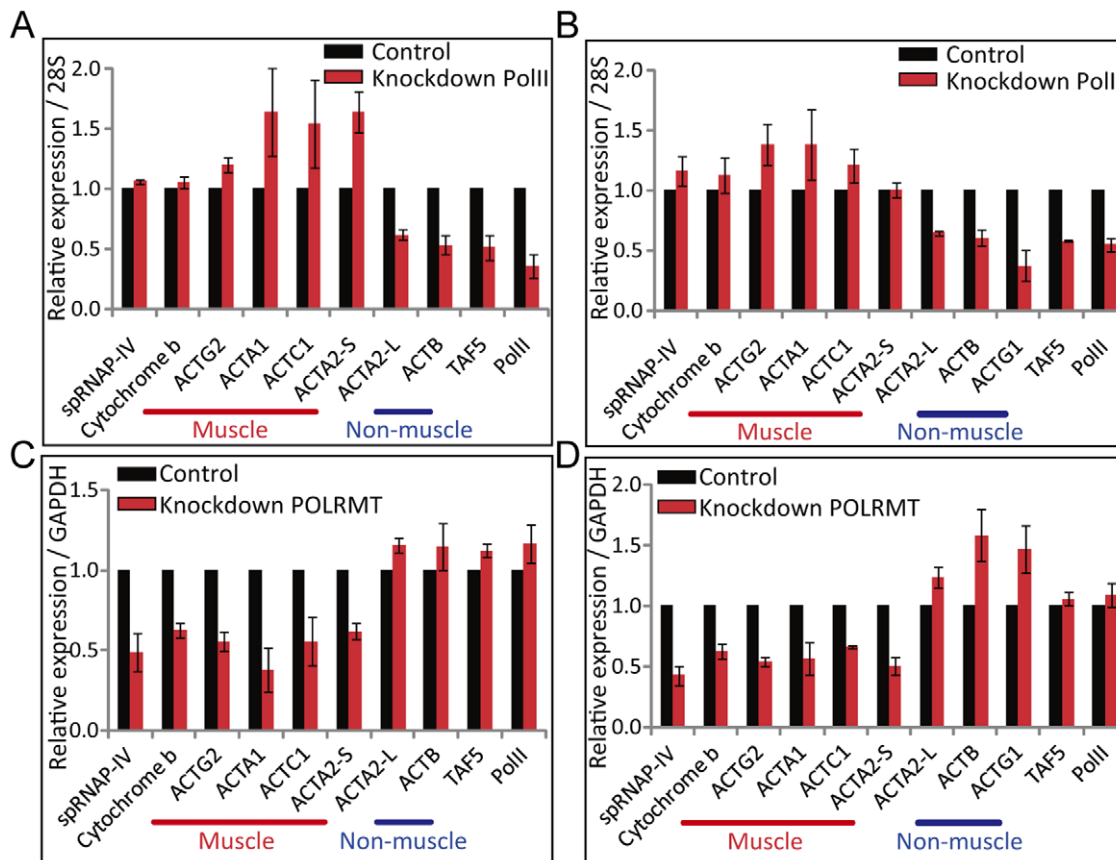 A
Relative expression / 28S
2.0
1.5
1.0
0.5
0.0
Control
Knockdown PolII
spRNAP-IV
Cytochrome b
ACTG2
ACTA1
ACTC1
ACTA2-S
ACTA2-L
ACTB
TAF5
PolII
Muscle
Non-muscle
B
Relative expression / 28S
2.0
1.5
1.0
0.5
0.0
Control
Knockdown PolII
spRNAP-IV
Cytochrome b
ACTG2
ACTA1
ACTC1
ACTA2-S
ACTA2-L
ACTB
ACTG1
TAF5
PolII
Muscle
Non-muscle
C
Relative expression / GAPDH
1.5
1.0
0.5
0.0
Control
Knockdown POLRMT
spRNAP-IV
Cytochrome b
ACTG2
ACTA1
ACTC1
ACTA2-S
ACTA2-L
ACTB
TAF5
PolII
Muscle
Non-muscle
D
Relative expression / GAPDH
2.0
1.5
1.0
0.5
0.0
Control
Knockdown POLRMT
spRNAP-IV
Cytochrome b
ACTG2
ACTA1
ACTC1
ACTA2-S
ACTA2-L
ACTB
ACTG1
TAF5
PolII
Muscle
Non-muscle